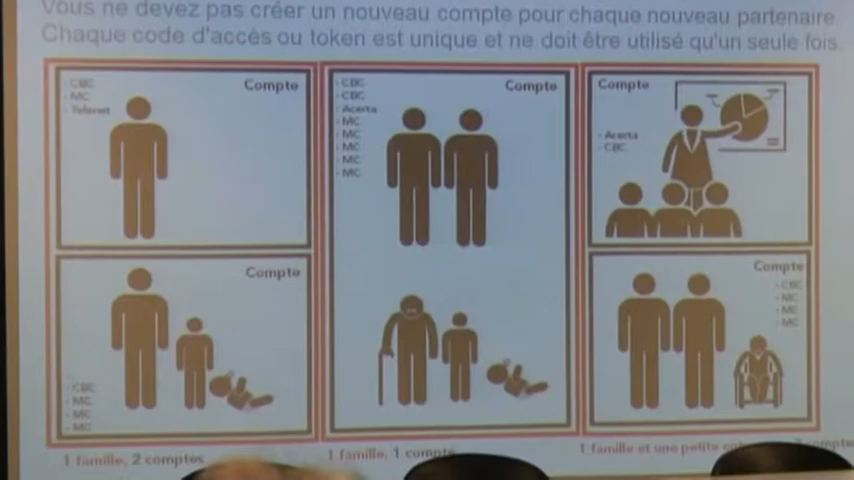 Vous ne devez pas créer un nouveau compte pour chaque nouveau partenaire
Chaque code d'accès ou token est unique et ne doit être utilisé qu'un seule fois.
- CBC
- MC
- Telenet
Compte
- CBC
- CBC
- Acerta
- MC
- MC
- MC
- MC
- MC
Compte
Compte
- Acerta
- CBC
Compte
- CBC
- MC
- MC
- MC
Compte
- CBC
- MC
- MC
- MC
1 famille, 2 comptes
1 famille, 1 compte
1 famille et une petite